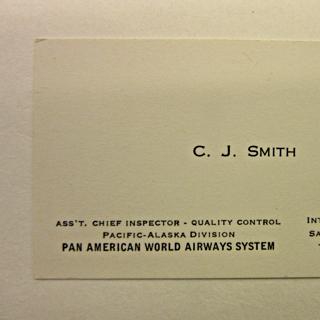 C. J. SMITH
ASS'T. CHIEF INSPECTOR - QUALITY CONTROL
PACIFIC-ALASKA DIVISION
PAN AMERICAN WORLD AIRWAYS SYSTEM